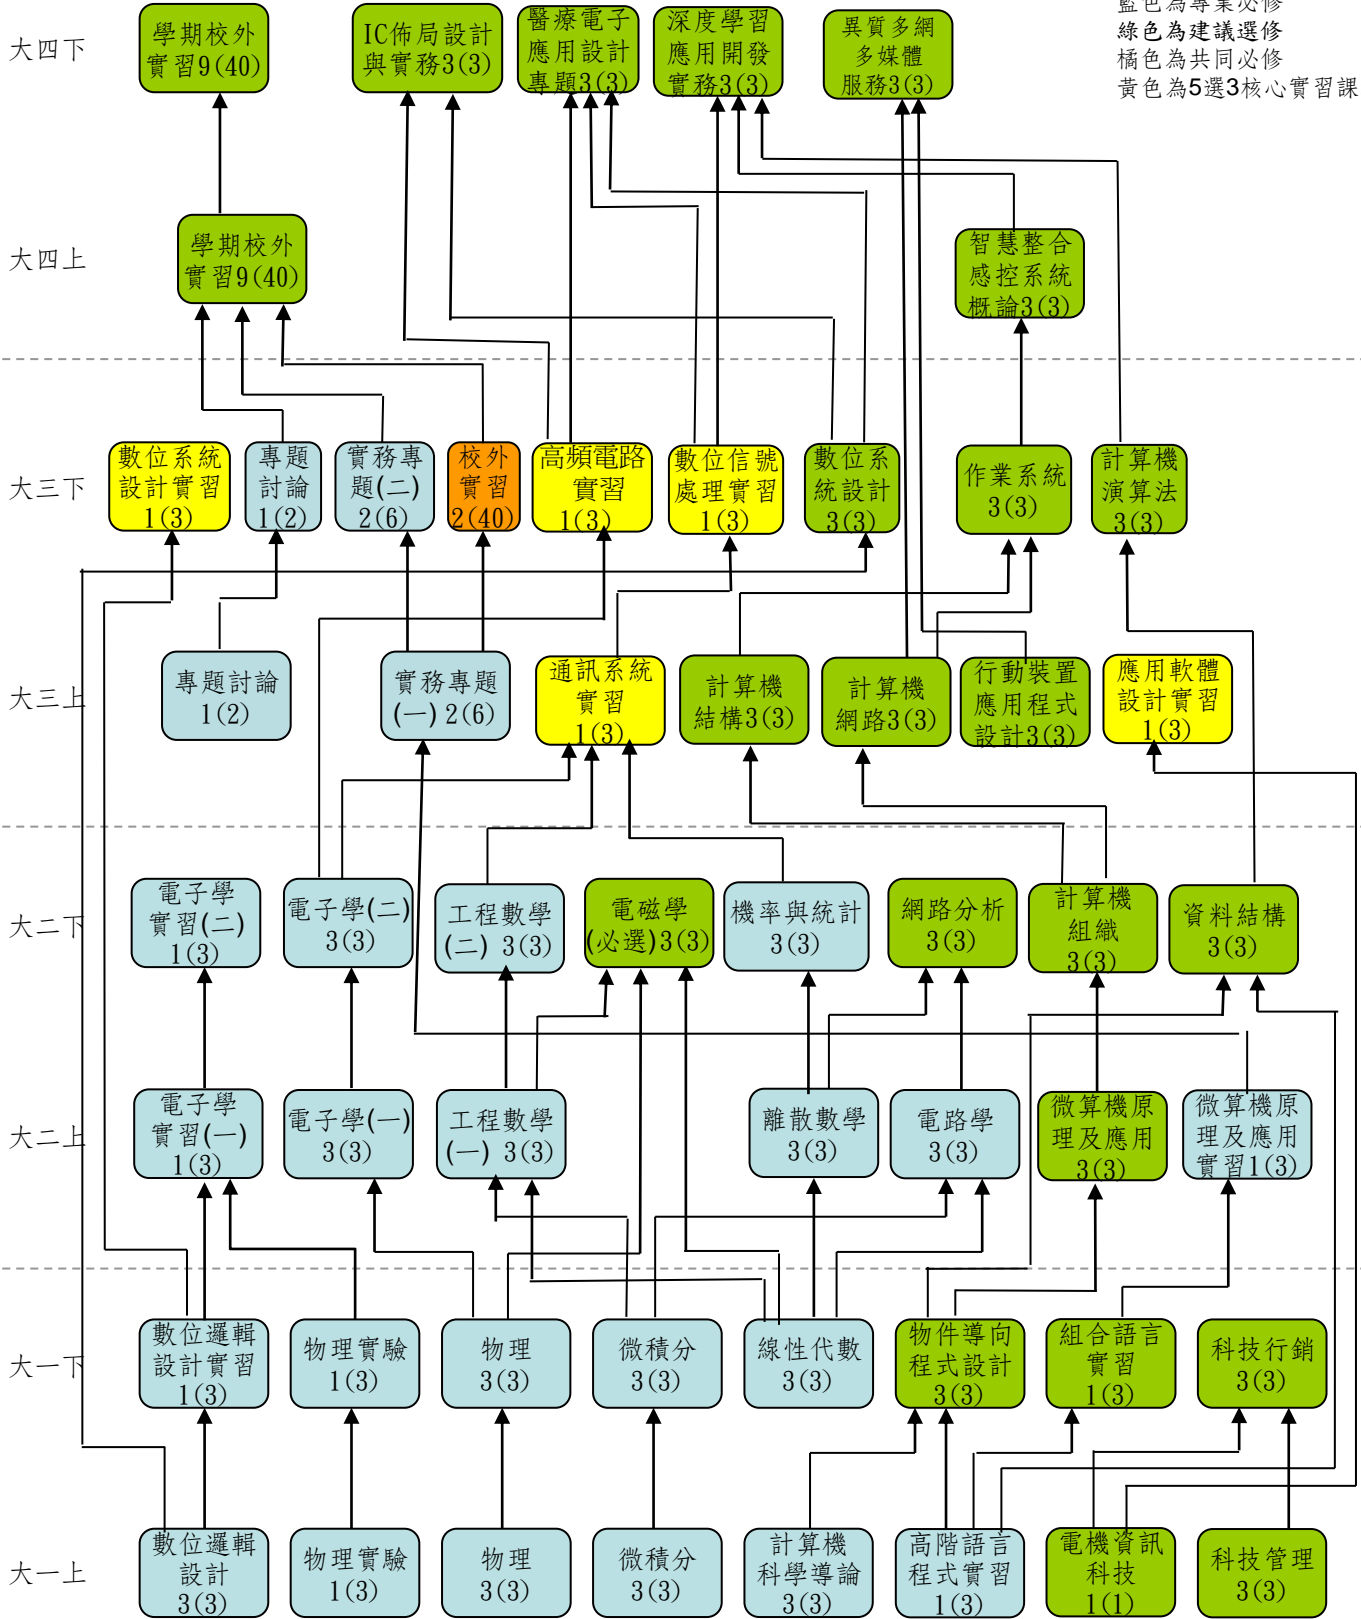 藍色為專業必修
綠色為建議選修
橘色為共同必修
黃色為5選3核心實習課
大四下
學期校外
實習9(40)
IC佈局設計
與實務3(3)
醫療電子
應用設計
專題3(3)
深度學習
應用開發
實務3(3)
異質多網
多媒體
服務3(3)
大四上
學期校外
實習9(40)
智慧整合
感控系統
概論3(3)
大三下
數位系統
設計實習
1(3)
專題
討論
1(2)
實務專
題(二)
2(6)
校外
實習
2(40)
高頻電路
實習
1(3)
數位信號
處理實習
1(3)
數位系
統設計
3(3)
作業系統
3(3)
計算機
演算法
3(3)
大三上
專題討論
1(2)
實務專題
(一)2(6)
通訊系統
實習
1(3)
計算機
結構3(3)
計算機
網路3(3)
行動裝置
應用程式
設計3(3)
應用軟體
設計實習
1(3)
大二下
電子學
實習(二)
1(3)
電子學(二)
3(3)
工程數學
(二) 3(3)
電磁學
(必選)3(3)
機率與統計
3(3)
網路分析
3(3)
計算機
組織
3(3)
資料結構
3(3)
大二上
電子學
實習(一)
1(3)
電子學(一)
3(3)
工程數學
(一) 3(3)
離散數學
3(3)
電路學
3(3)
微算機原
理及應用
3(3)
微算機原
理及應用
實習1(3)
大一下
數位邏輯
設計實習
1(3)
物理實驗
1(3)
物理
3(3)
微積分
3(3)
線性代數
3(3)
物件導向
程式設計
3(3)
組合語言
實習
1(3)
科技行銷
3(3)
大一上
數位邏輯
設計
3(3)
物理實驗
1(3)
物理
3(3)
微積分
3(3)
計算機
科學導論
3(3)
高階語言
程式實習
1(3)
電機資訊
科技
1(1)
科技管理
3(3)